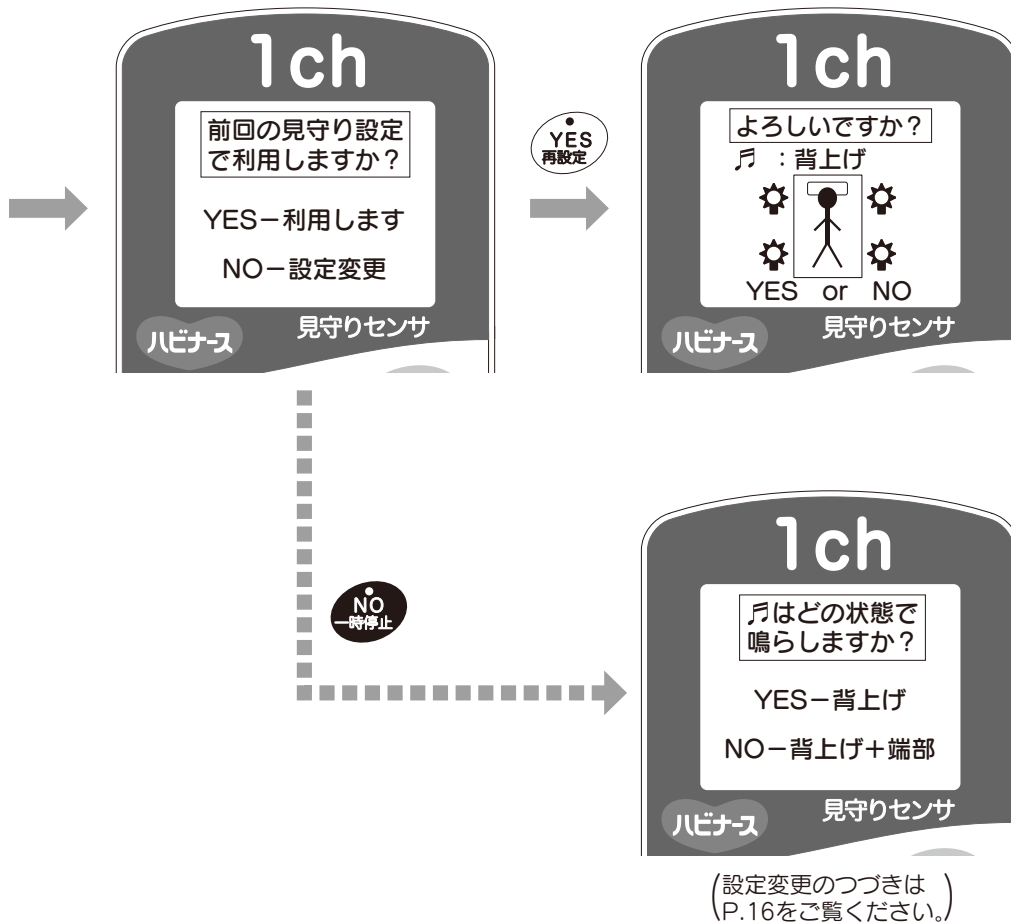 1ch
前回の見守り設定
で利用しますか？
YES－利用します
NO－設定変更
ハビナース
見守りセンサ
YES
再設定
1ch
よろしいですか？
♬ ：背上げ
YES or NO
ハビナース
見守りセンサ
NO
一時停止
1ch
♬はどの状態で
鳴らしますか？
YES－背上げ
NO－背上げ＋端部
ハビナース
見守りセンサ
(設定変更のつづきは
P.16をご覧ください。)